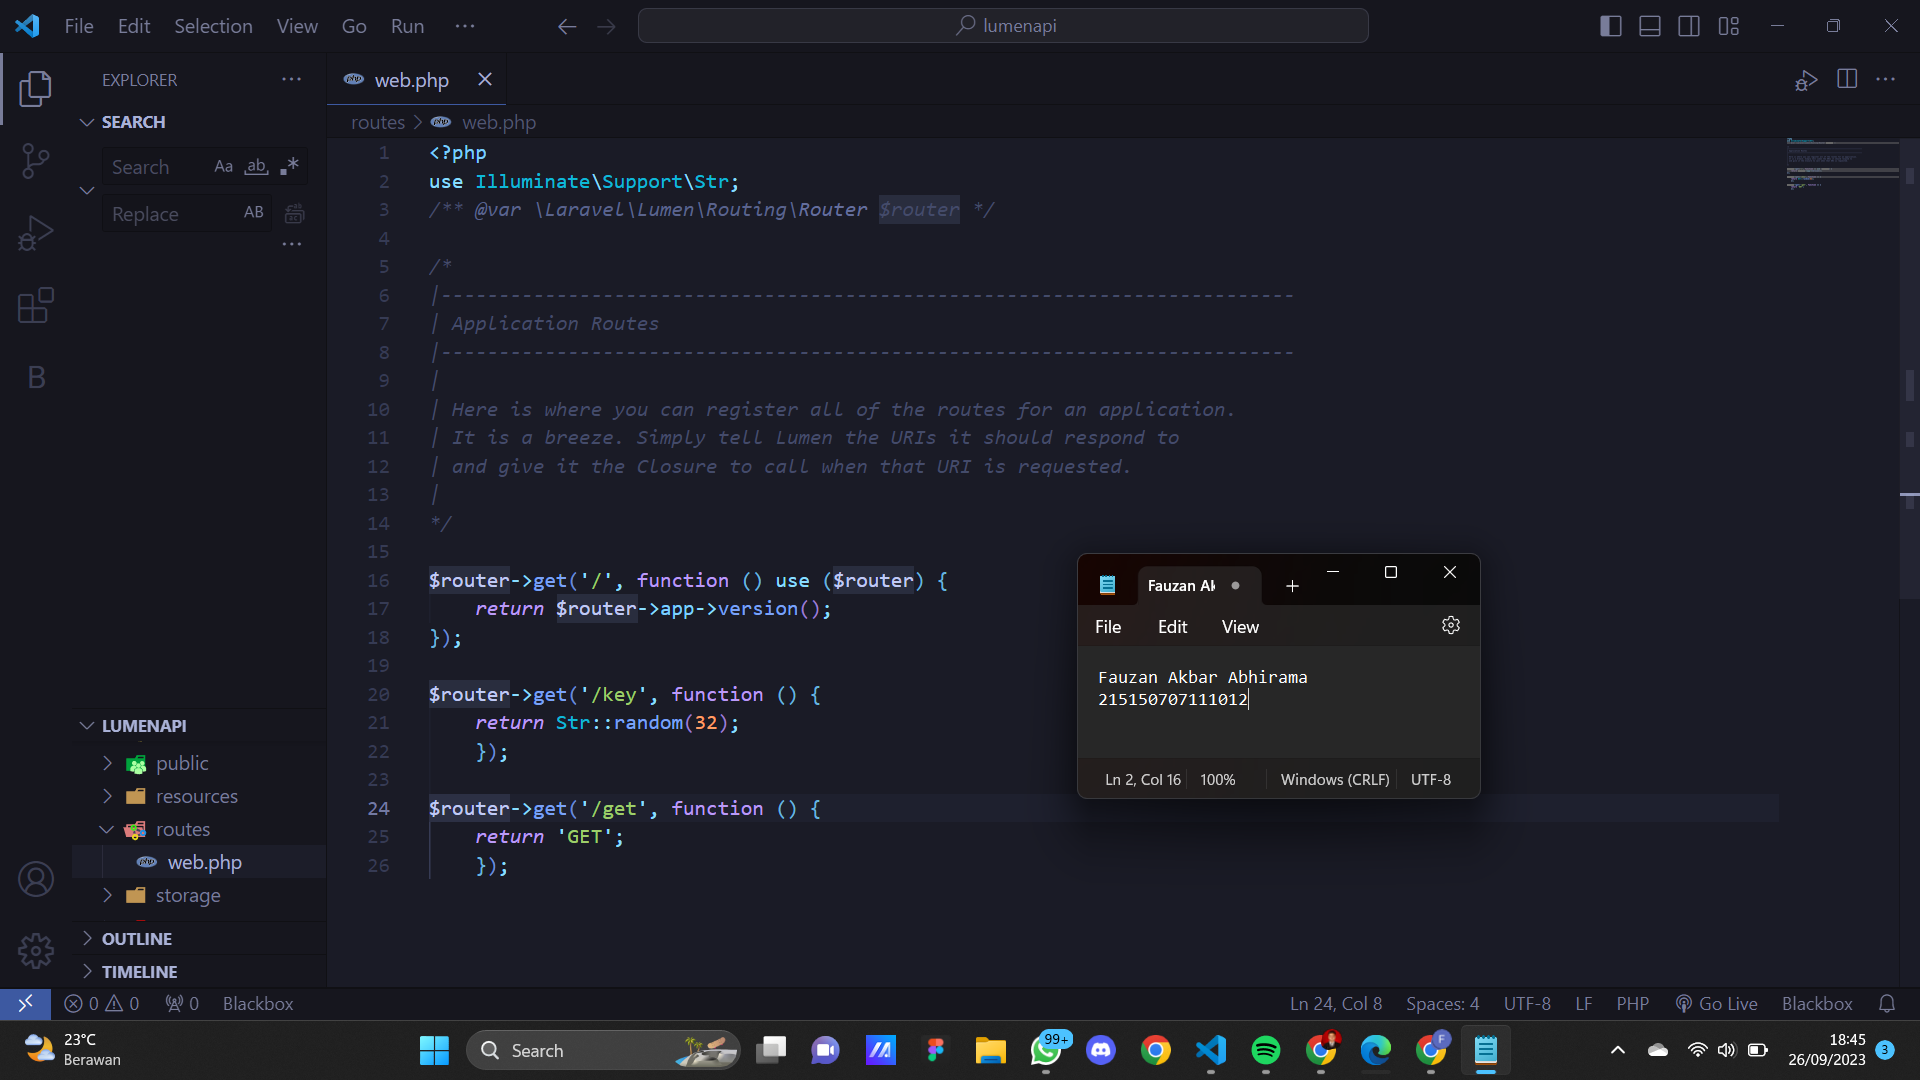 File Edit Selection View Go Run ···
lumenapi
EXPLORER ···
SEARCH
Search Aa ab .*
Replace AB
···
web.php
routes > web.php
1 <?php
2 use Illuminate\Support\Str;
3 /** @var \Laravel\Lumen\Routing\Router $router */
4
5 /*
6 |--------------------------------------------------------------------------
7 | Application Routes
8 |--------------------------------------------------------------------------
9 |
10 | Here is where you can register all of the routes for an application.
11 | It is a breeze. Simply tell Lumen the URIs it should respond to
12 | and give it the Closure to call when that URI is requested.
13 |
14 */
15
16 $router->get('/', function () use ($router) {
17 return $router->app->version();
18 });
19
20 $router->get('/key', function () {
21 return Str::random(32);
22 });
23
24 $router->get('/get', function () {
25 return 'GET';
26 });
B
LUMENAPI
public
resources
routes
web.php
storage
OUTLINE
TIMELINE
Fauzan Ak
File Edit View
Fauzan Akbar Abhirama
215150707111012
Ln 2, Col 16 100% Windows (CRLF) UTF-8
0 0 0 Blackbox
Ln 24, Col 8 Spaces: 4 UTF-8 LF PHP Go Live Blackbox
23°C
Berawan
Search
99+
F
18:45
26/09/2023
3